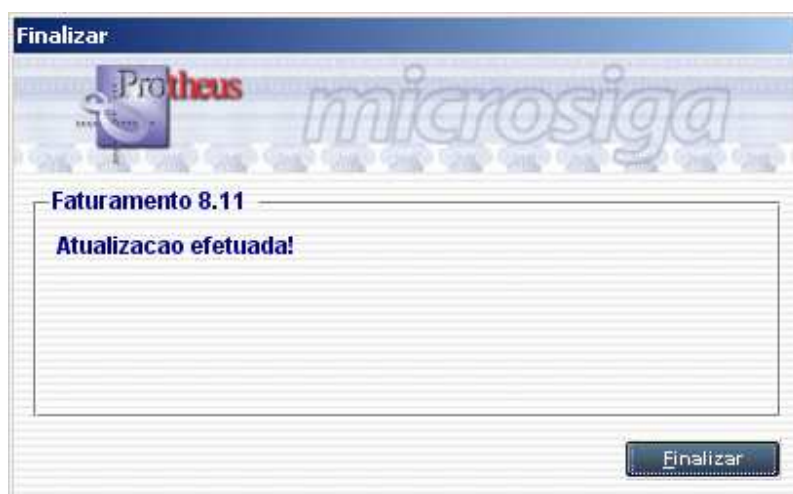 Finalizar
Protheus
microsiga
Faturamento 8.11
Atualizacao efetuada!
Finalizar